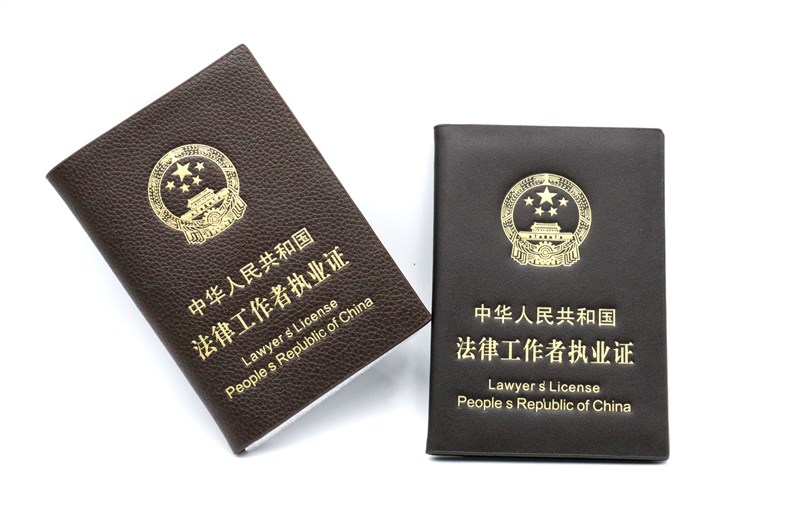 中华人民共和国
法律工作者执业证
Lawyer's License
People s Republic of China
中华人民共和国
法律工作者执业证
Lawyer's License
People s Republic of China